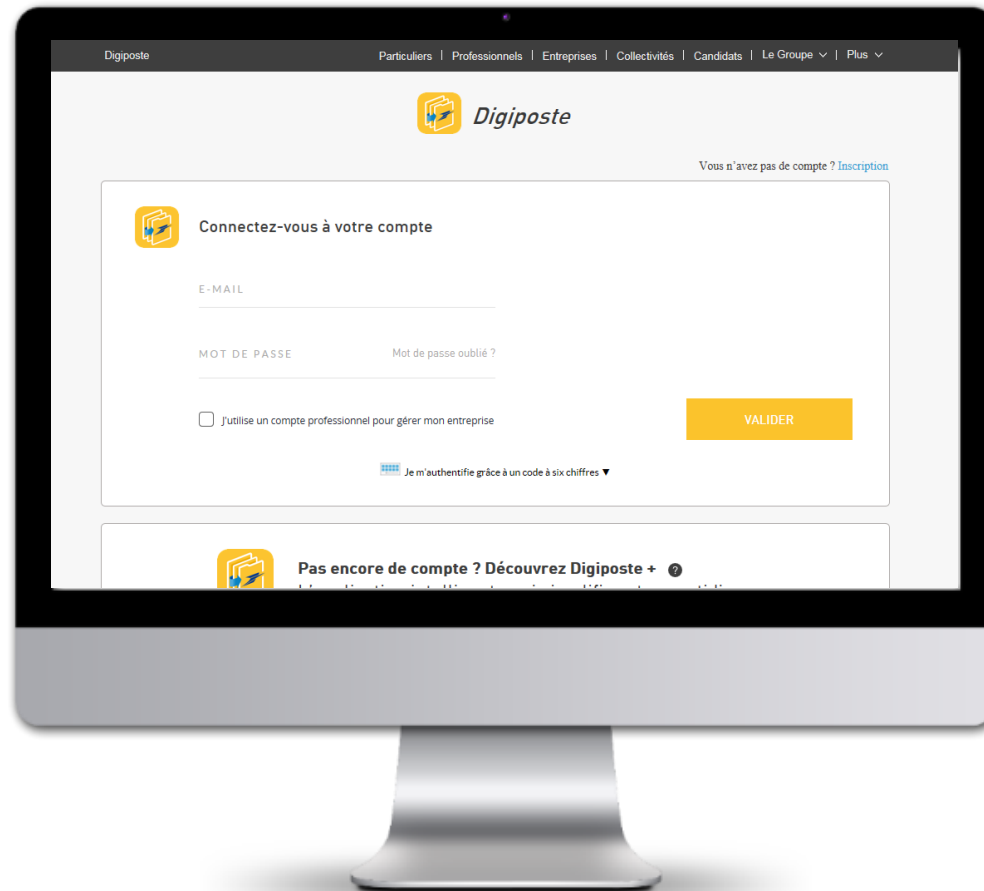 Digiposte Particuliers | Professionnels | Entreprises | Collectivités | Candidats | Le Groupe | Plus
Digiposte
Vous n'avez pas de compte ? Inscription
Connectez-vous à votre compte
E-MAIL
MOT DE PASSE Mot de passe oublié ?
J'utilise un compte professionnel pour gérer mon entreprise
VALIDER
Je m'authentifie grâce à un code à six chiffres ▼
Pas encore de compte ? Découvrez Digiposte + ?